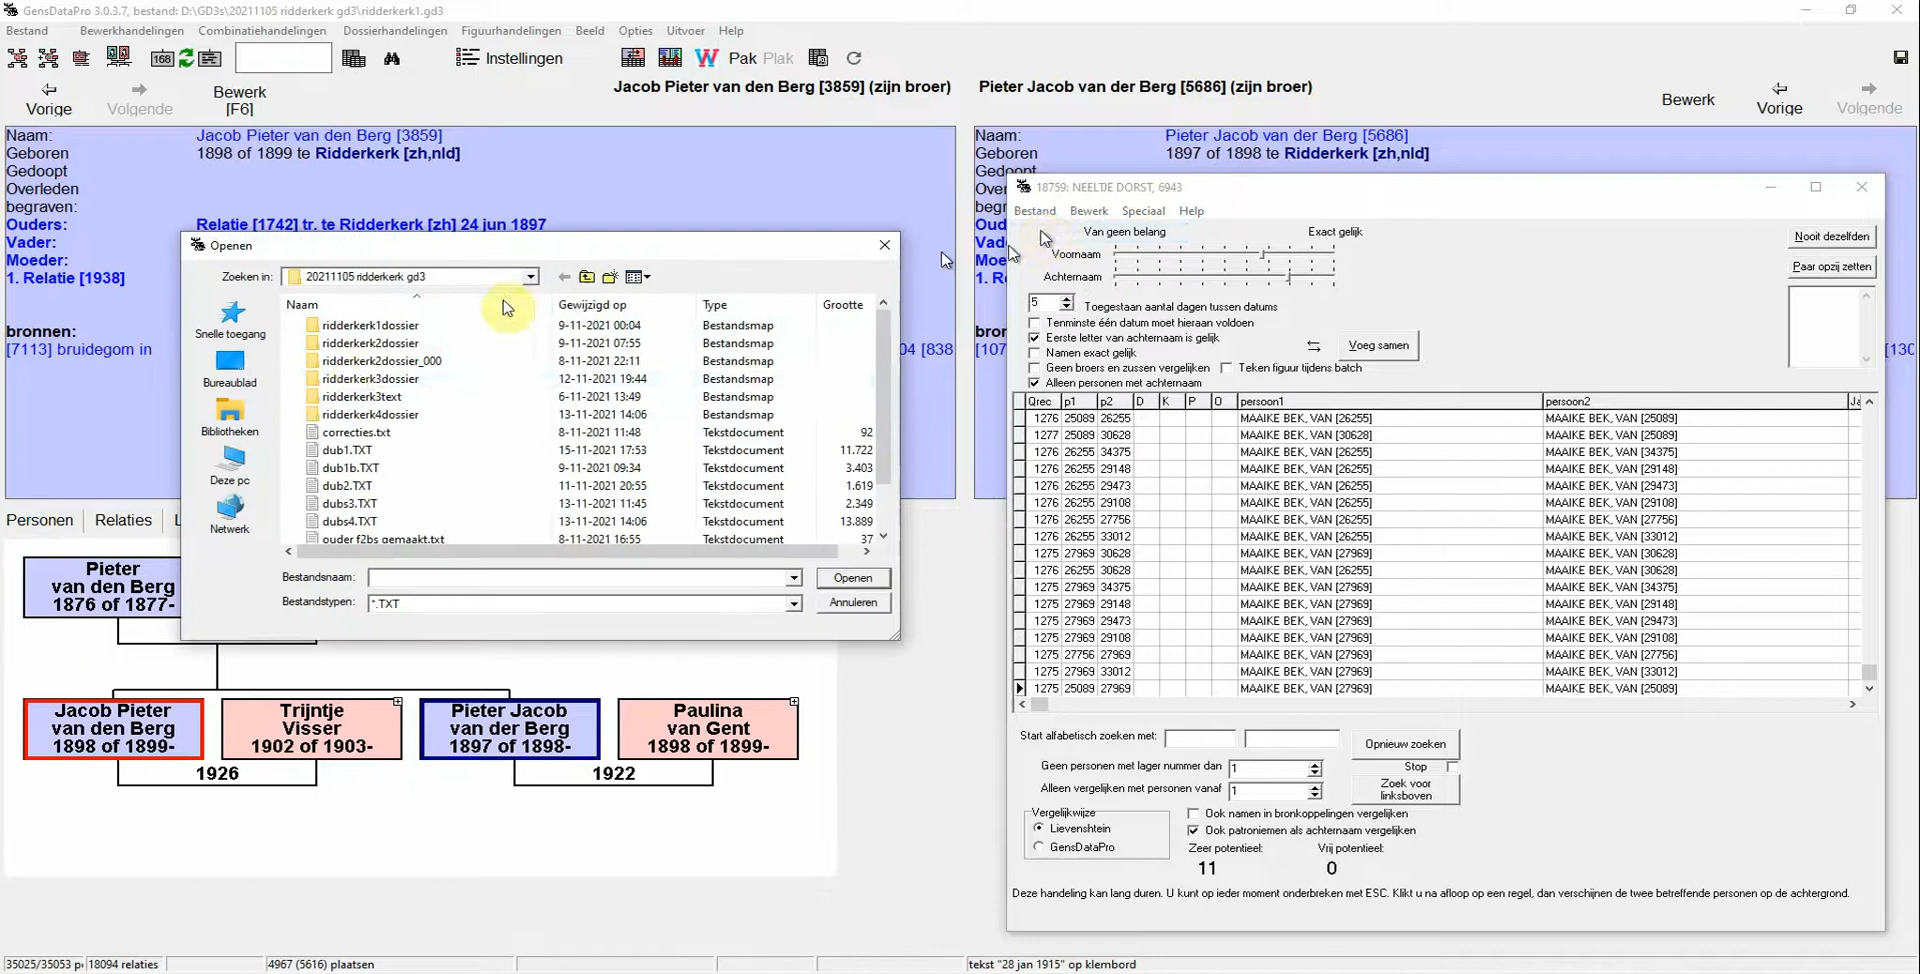 GensDataPro 3.0.3.7, bestand: D:\GD3s\20211105 ridderkerk gd3\ridderkerk1.gd3
Bestand Bewerkhandelingen Combinatiehandelingen Dossierhandelingen Figuurhandelingen Beeld Opties Uitvoer Help
168 Instellingen W Pak Plak
Vorige Volgende Bewerk [F6] Jacob Pieter van den Berg [3859] (zijn broer) Pieter Jacob van der Berg [5686] (zijn broer) Bewerk Vorige Volgende
Naam: Jacob Pieter van den Berg [3859]
Geboren 1898 of 1899 te Ridderkerk [zh,nld]
Gedoopt
Overleden
begraven:
Ouders: Relatie [1742] tr. te Ridderkerk [zh] 24 jun 1897
Vader:
Moeder:
1. Relatie [1938]
bronnen:
[7113] bruidegom in
04 [838
Naam: Pieter Jacob van der Berg [5686]
Geboren 1897 of 1898 te Ridderkerk [zh,nld]
Gedoopt
Over
begr
Oud
Vad
Moe
1. R
bron
[107
[130
Openen
Zoeken in: 20211105 ridderkerk gd3
Naam Gewijzigd op Type Grootte
ridderkerk1dossier 9-11-2021 00:04 Bestandsmap
ridderkerk2dossier 9-11-2021 07:55 Bestandsmap
ridderkerk2dossier_000 8-11-2021 22:11 Bestandsmap
ridderkerk3dossier 12-11-2021 19:44 Bestandsmap
ridderkerk3text 6-11-2021 13:49 Bestandsmap
ridderkerk4dossier 13-11-2021 14:06 Bestandsmap
correcties.txt 8-11-2021 11:48 Tekstdocument 92
dub1.TXT 15-11-2021 17:53 Tekstdocument 11.722
dub1b.TXT 9-11-2021 09:34 Tekstdocument 3.403
dub2.TXT 11-11-2021 20:55 Tekstdocument 1.619
dubs3.TXT 13-11-2021 11:45 Tekstdocument 2.349
dubs4.TXT 13-11-2021 14:06 Tekstdocument 13.889
ouder f2bs gemaakt.txt 8-11-2021 16:55 Tekstdocument 37
Snelle toegang
Bureaublad
Bibliotheken
Deze pc
Netwerk
Bestandsnaam: Openen
Bestandstypen: *.TXT Annuleren
Personen Relaties L
Pieter
van den Berg
1876 of 1877-
Jacob Pieter
van den Berg
1898 of 1899-
Trijntje
Visser
1902 of 1903-
Pieter Jacob
van der Berg
1897 of 1898-
Paulina
van Gent
1898 of 1899-
1926 1922
18759: NEELTJE DORST, 6943
Bestand Bewerk Speciaal Help
Van geen belang Exact gelijk
Voornaam
Achternaam
Nooit dezelfden
Paar opzij zetten
5 Toegestaan aantal dagen tussen datums
Tenminste één datum moet hieraan voldoen
Eerste letter van achternaam is gelijk
Namen exact gelijk
Voeg samen
Geen broers en zussen vergelijken Teken figuur tijdens batch
Alleen personen met achternaam
Qrec p1 p2 D K P O persoon1 persoon2 Ja
1276 25089 26255 MAAIKE BEK, VAN [26255] MAAIKE BEK, VAN [25089]
1277 25089 30628 MAAIKE BEK, VAN [30628] MAAIKE BEK, VAN [25089]
1276 26255 34375 MAAIKE BEK, VAN [26255] MAAIKE BEK, VAN [34375]
1276 26255 29148 MAAIKE BEK, VAN [26255] MAAIKE BEK, VAN [29148]
1276 26255 29473 MAAIKE BEK, VAN [26255] MAAIKE BEK, VAN [29473]
1276 26255 29108 MAAIKE BEK, VAN [26255] MAAIKE BEK, VAN [29108]
1276 26255 27756 MAAIKE BEK, VAN [26255] MAAIKE BEK, VAN [27756]
1276 26255 33012 MAAIKE BEK, VAN [26255] MAAIKE BEK, VAN [33012]
1275 27969 30628 MAAIKE BEK, VAN [27969] MAAIKE BEK, VAN [30628]
1276 26255 30628 MAAIKE BEK, VAN [26255] MAAIKE BEK, VAN [30628]
1275 27969 34375 MAAIKE BEK, VAN [27969] MAAIKE BEK, VAN [34375]
1275 27969 29148 MAAIKE BEK, VAN [27969] MAAIKE BEK, VAN [29148]
1275 27969 29473 MAAIKE BEK, VAN [27969] MAAIKE BEK, VAN [29473]
1275 27969 29108 MAAIKE BEK, VAN [27969] MAAIKE BEK, VAN [29108]
1275 27756 27969 MAAIKE BEK, VAN [27969] MAAIKE BEK, VAN [27756]
1275 27969 33012 MAAIKE BEK, VAN [27969] MAAIKE BEK, VAN [33012]
1275 25089 27969 MAAIKE BEK, VAN [27969] MAAIKE BEK, VAN [25089]
Start alfabetisch zoeken met: Opnieuw zoeken
Geen personen met lager nummer dan 1 Stop
Alleen vergelijken met personen vanaf 1 Zoek voor linksboven
Vergelijkwijze
Lievenshtein
GensDataPro
Ook namen in bronkoppelingen vergelijken
Ook patroniemen als achternaam vergelijken
Zeer potentieel: Vrij potentieel:
11 0
Deze handeling kan lang duren. U kunt op ieder moment onderbreken met ESC. Klikt u na afloop op een regel, dan verschijnen de twee betreffende personen op de achtergrond.
35025/35053 p 18094 relaties 4967 (5616) plaatsen tekst "28 jan 1915" op klembord